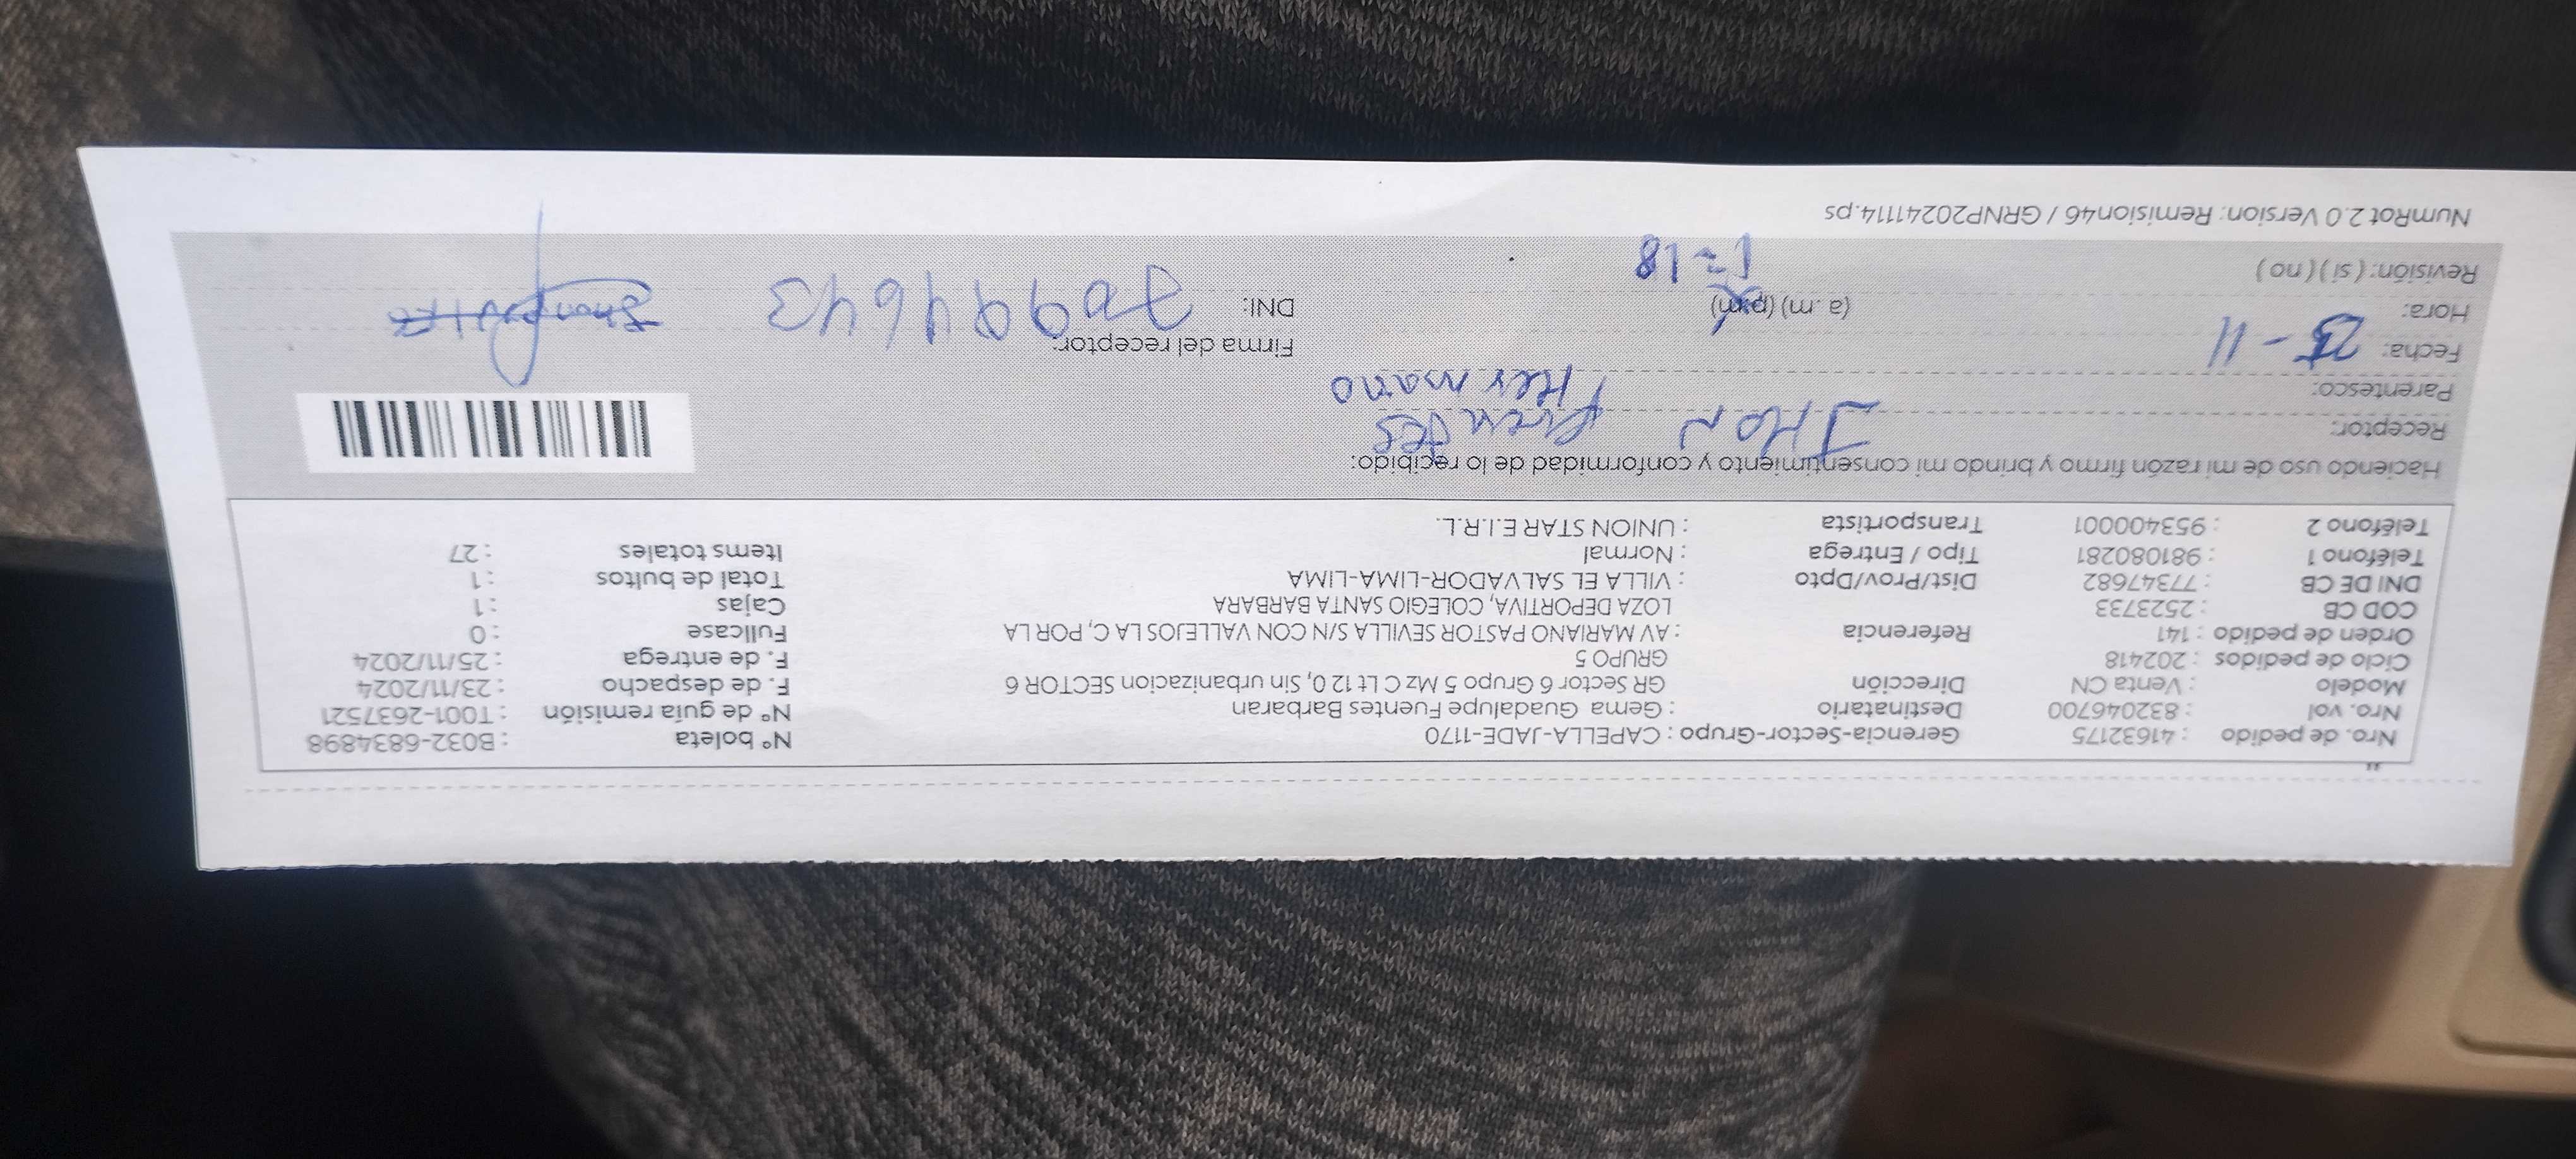 Nro. de pedido : 41632175 Gerencia-Sector-Grupo : CAPELLA-JADE-1170 N° boleta : B032-6834898
Nro. vol : 832046700 Destinatario : Gema Guadalupe Fuentes Barbaran N° de guía remisión : T001-2637521
Modelo : Venta CN Dirección GR Sector 6 Grupo 5 Mz C Lt 12 0, Sin urbanizacion SECTOR 6 F. de despacho : 23/11/2024
Ciclo de pedidos : 202418 GRUPO 5 F. de entrega : 25/11/2024
Orden de pedido : 141 Referencia : AV MARIANO PASTOR SEVILLA S/N CON VALLEJOS LA C, POR LA Fullcase : 0
COD CB : 2523733 LOZA DEPORTIVA, COLEGIO SANTA BARBARA Cajas : 1
DNI DE CB : 77347682 Dist/Prov/Dpto : VILLA EL SALVADOR-LIMA-LIMA Total de bultos : 1
Teléfono 1 : 981080281 Tipo / Entrega : Normal Items totales : 27
Teléfono 2 : 953400001 Transportista : UNION STAR E.I.R.L.
Haciendo uso de mi razón firmo y brindo mi consentimiento y conformidad de lo recibido:
Receptor: JHON Fuentes
Parentesco: Hermano
Fecha: 25-11 Firma del receptor:
Hora: (a.m) (p.m) DNI: 70994643
Revisión: ( si ) ( no )
NumRot 2.0 Version: Remision46 / GRNP20241114.ps